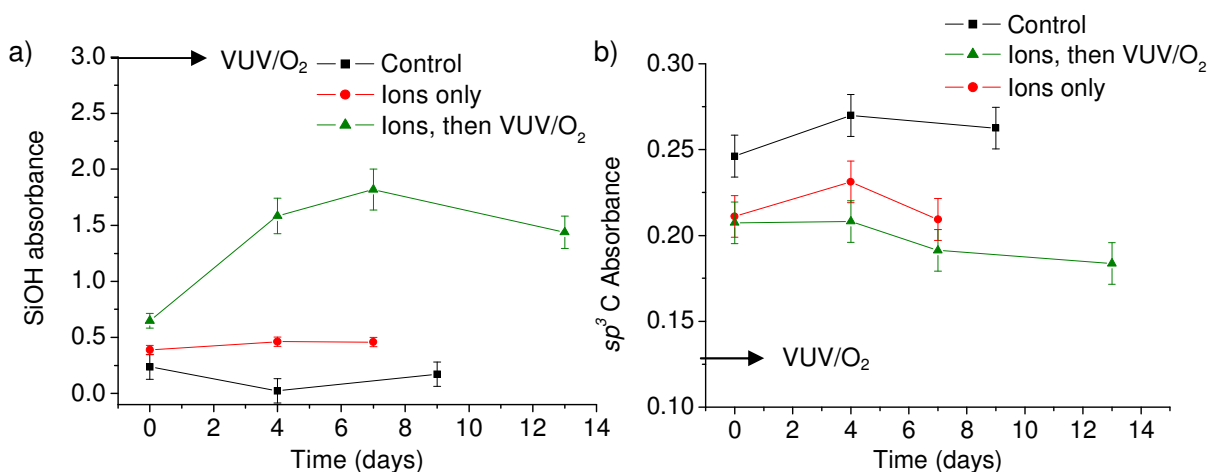 a)
3.0
2.5
2.0
1.5
1.0
0.5
0.0
SiOH absorbance
VUV/O₂
Control
Ions only
Ions, then VUV/O₂
0 2 4 6 8 10 12 14
Time (days)
b)
Control
Ions, then VUV/O₂
Ions only
0.30
0.25
0.20
0.15
0.10
sp³ C Absorbance
VUV/O₂
0 2 4 6 8 10 12 14
Time (days)